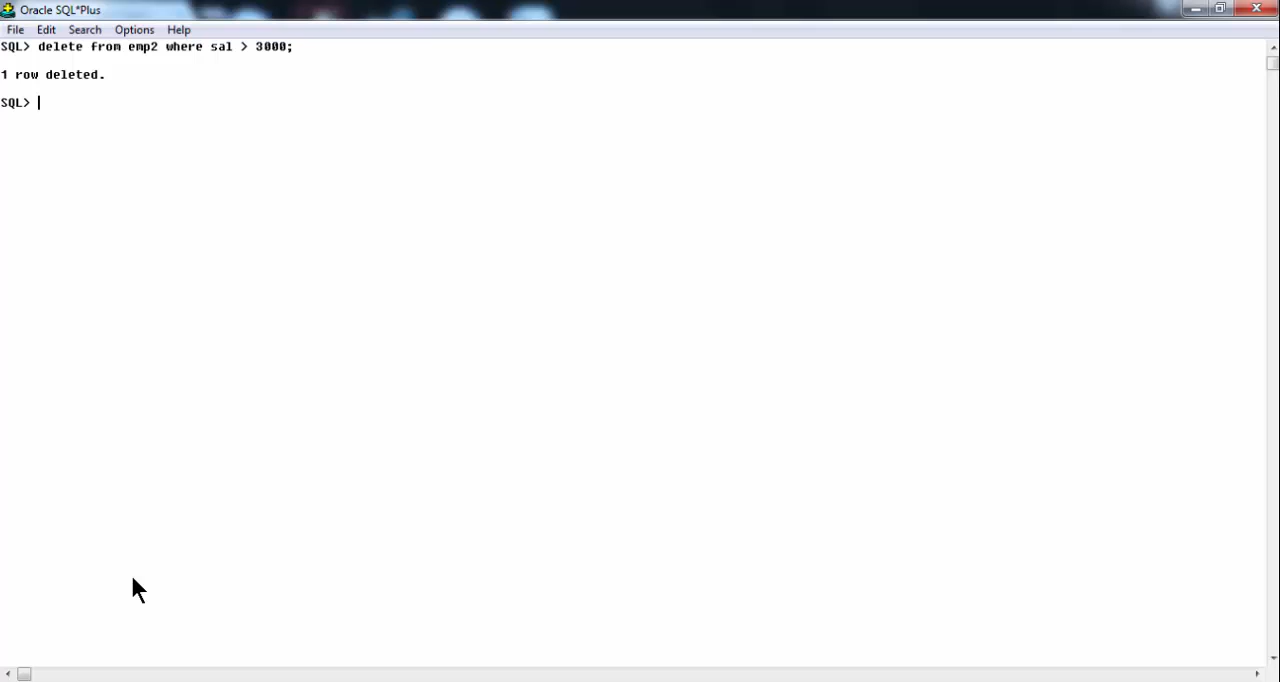 Oracle SQL*Plus
File Edit Search Options Help
SQL> delete from emp2 where sal > 3000;
1 row deleted.
SQL>